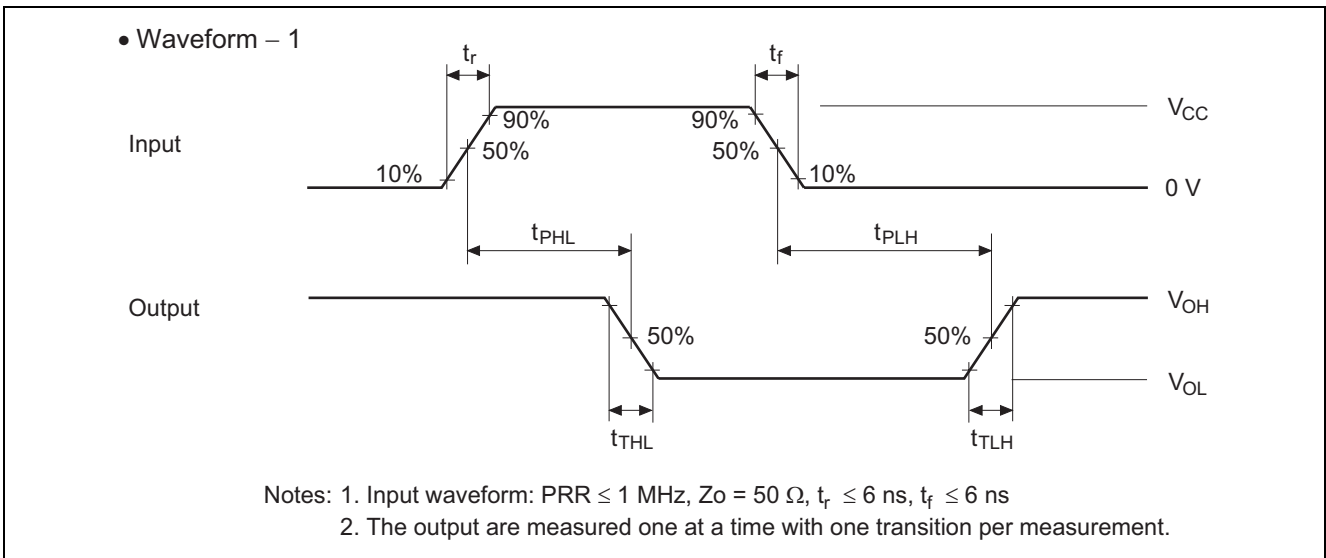 • Waveform – 1
tr
tf
90%
90%
VCC
Input
50%
50%
10%
10%
0 V
tPHL
tPLH
Output
VOH
50%
50%
VOL
tTHL
tTLH
Notes: 1. Input waveform: PRR ≤ 1 MHz, Zo = 50 Ω, tr ≤ 6 ns, tf ≤ 6 ns
2. The output are measured one at a time with one transition per measurement.